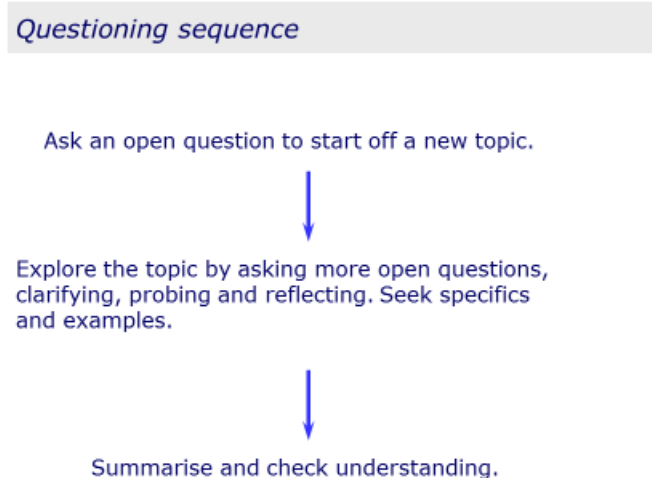 Questioning sequence
Ask an open question to start off a new topic.
Explore the topic by asking more open questions,
clarifying, probing and reflecting. Seek specifics
and examples.
Summarise and check understanding.